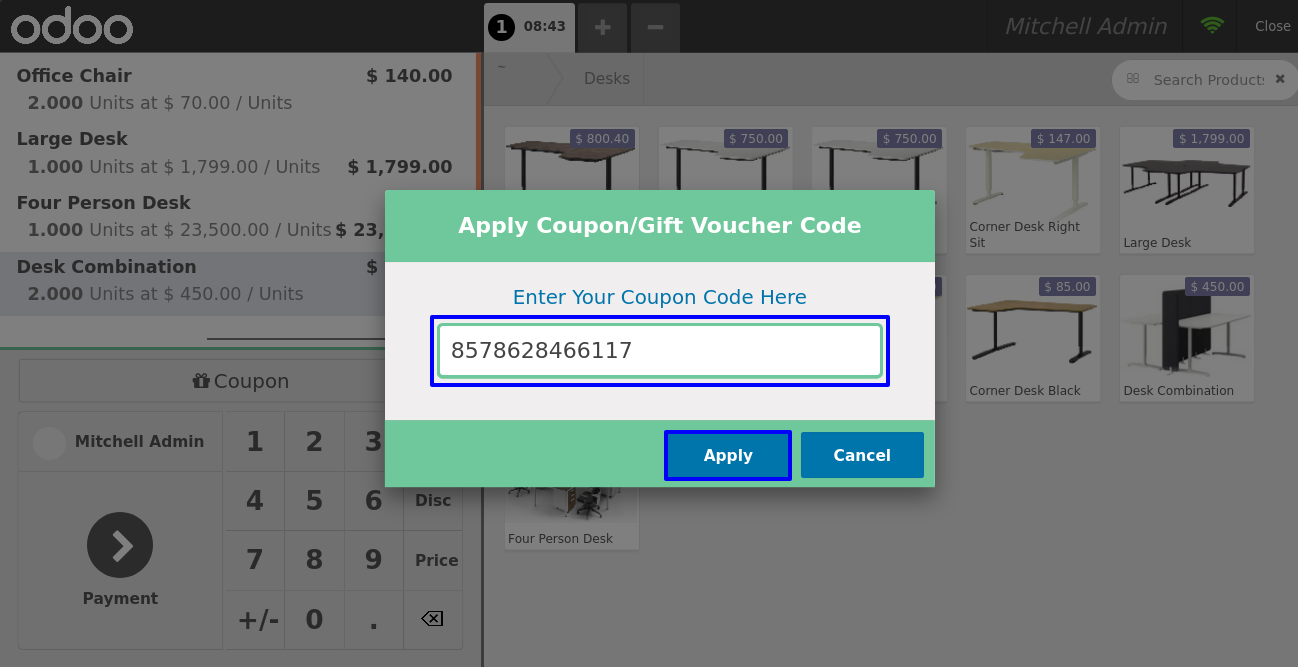 odoo
1 08:43
Mitchell Admin
Close
~
Desks
Search Products
Office Chair $ 140.00
2.000 Units at $ 70.00 / Units
Large Desk
1.000 Units at $ 1,799.00 / Units $ 1,799.00
Four Person Desk
1.000 Units at $ 23,500.00 / Units $ 23,
Desk Combination $
2.000 Units at $ 450.00 / Units
$ 800.40
$ 750.00
$ 750.00
$ 147.00
Corner Desk Right
Sit
$ 1,799.00
Large Desk
$ 85.00
Corner Desk Black
$ 450.00
Desk Combination
Four Person Desk
Apply Coupon/Gift Voucher Code
Enter Your Coupon Code Here
8578628466117
Apply
Cancel
Coupon
Mitchell Admin
Payment
1 2 3
4 5 6 Disc
7 8 9 Price
+/- 0 .